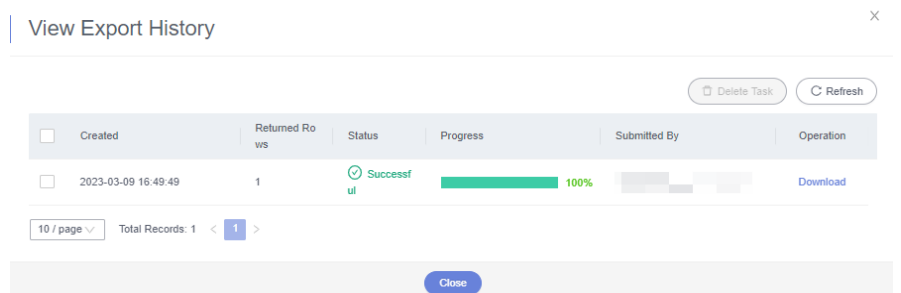 View Export History
Delete Task
Refresh
Created
Returned Ro
ws
Status
Progress
Submitted By
Operation
2023-03-09 16:49:49
1
Successf
ul
100%
Download
10 / page
Total Records: 1
<
1
>
Close